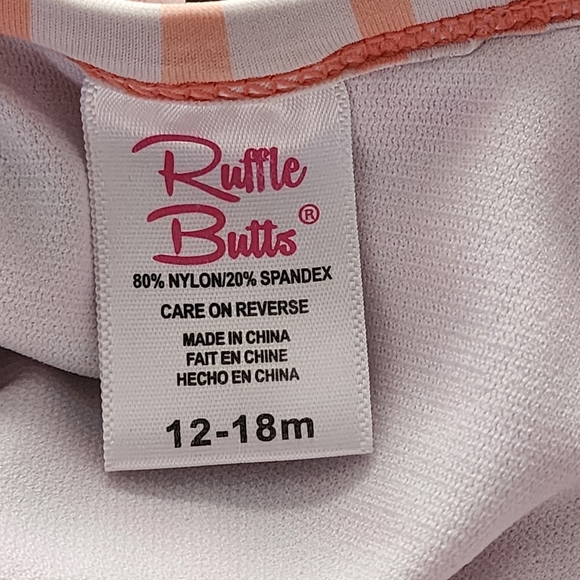 Ruffle
Butts®
80% NYLON/20% SPANDEX
CARE ON REVERSE
MADE IN CHINA
FAIT EN CHINE
HECHO EN CHINA
12-18m